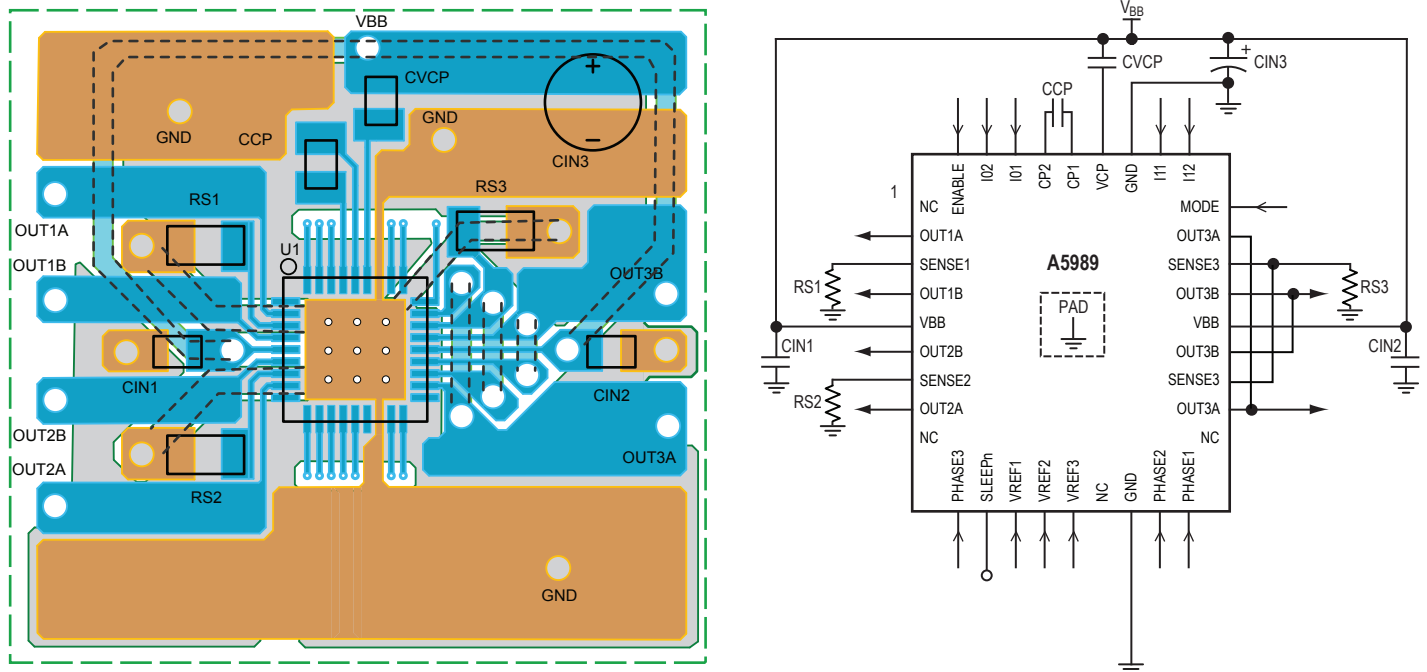 VBB
CVCP
GND
CCP
GND
CIN3
+
−
RS1
RS3
OUT1A
U1
OUT1B
OUT3B
CIN1
CIN2
OUT2B
OUT3A
OUT2A
RS2
GND
VBB
CVCP
+
CIN3
CCP
ENABLE
I02
I01
CP2
CP1
VCP
GND
I11
I12
1
NC
MODE
OUT1A
OUT3A
SENSE1
A5989
SENSE3
RS1
RS3
OUT1B
OUT3B
PAD
VBB
VBB
CIN1
CIN2
OUT2B
OUT3B
SENSE2
SENSE3
RS2
OUT2A
OUT3A
NC
NC
PHASE3
SLEEPn
VREF1
VREF2
VREF3
NC
GND
PHASE2
PHASE1